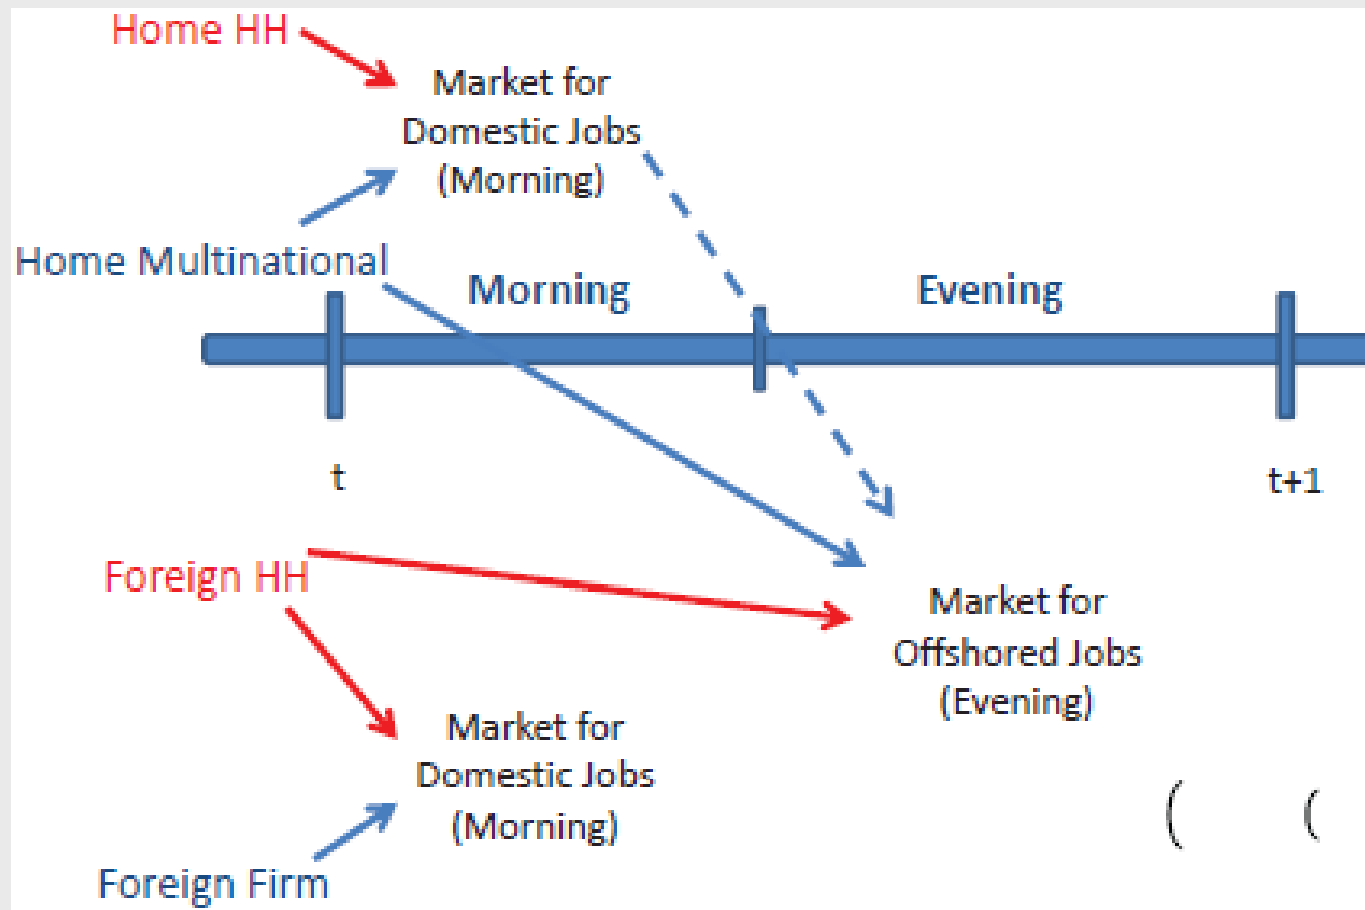 Home HH
Market for
Domestic Jobs
(Morning)
Home Multinational
Morning
Evening
t
t+1
Foreign HH
Market for
Offshored Jobs
(Evening)
Market for
Domestic Jobs
(Morning)
( (
Foreign Firm